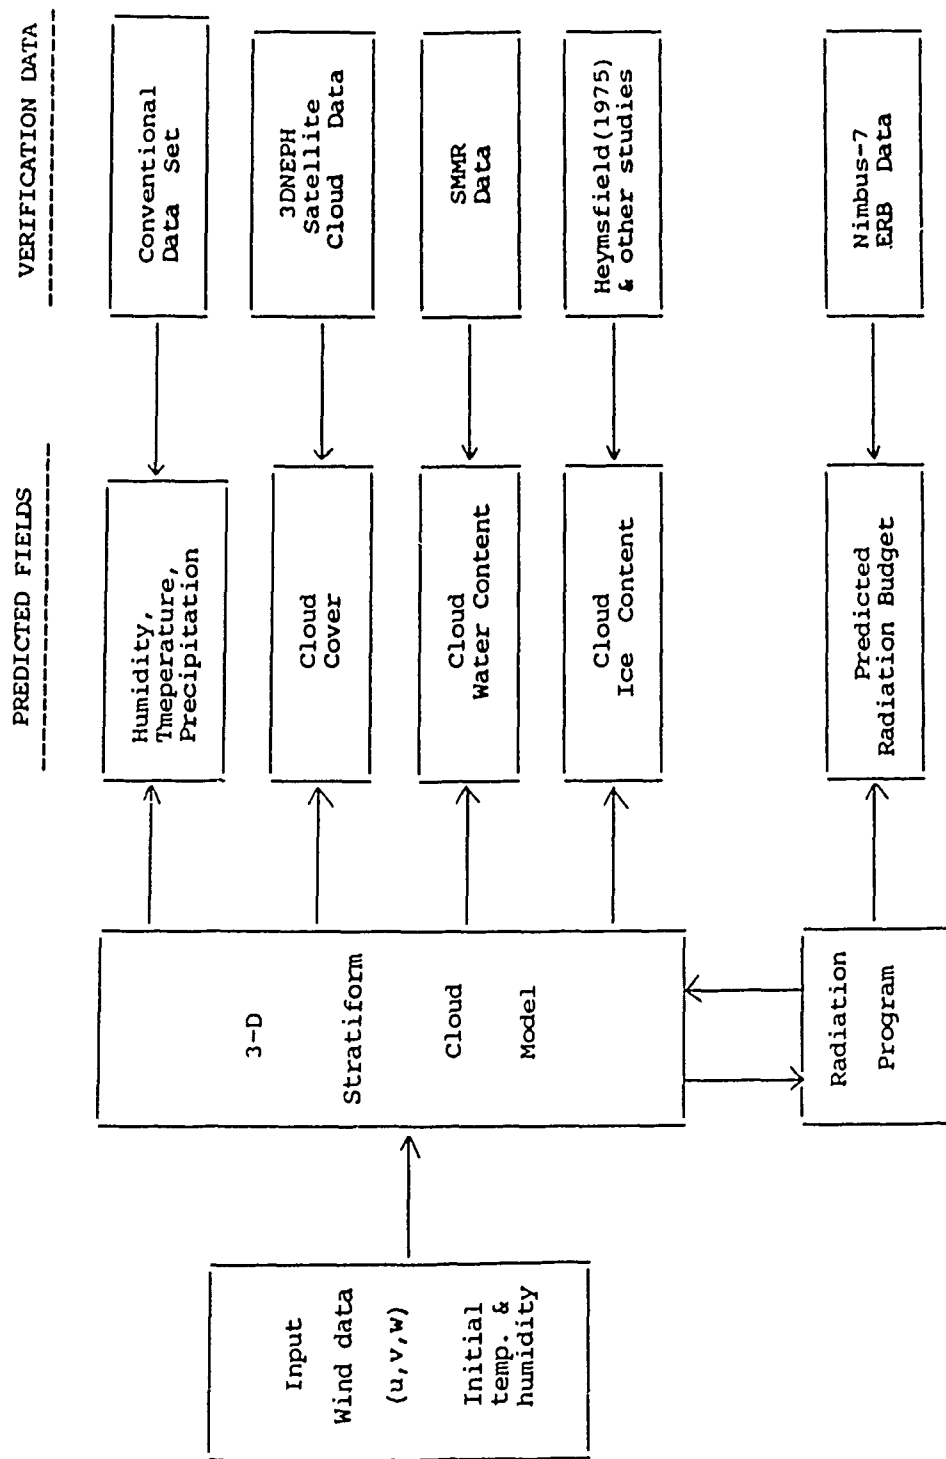 PREDICTED FIELDS
VERIFICATION DATA
Input
Wind data
(u,v,w)
Initial
temp. &
humidity
3-D
Stratiform
Cloud
Model
Radiation
Program
Humidity,
Tmeperature,
Precipitation
Cloud
Cover
Cloud
Water Content
Cloud
Ice Content
Predicted
Radiation Budget
Conventional
Data Set
3DNEPH
Satellite
Cloud Data
SMMR
Data
Heymsfield(1975)
& other studies
Nimbus-7
ERB Data